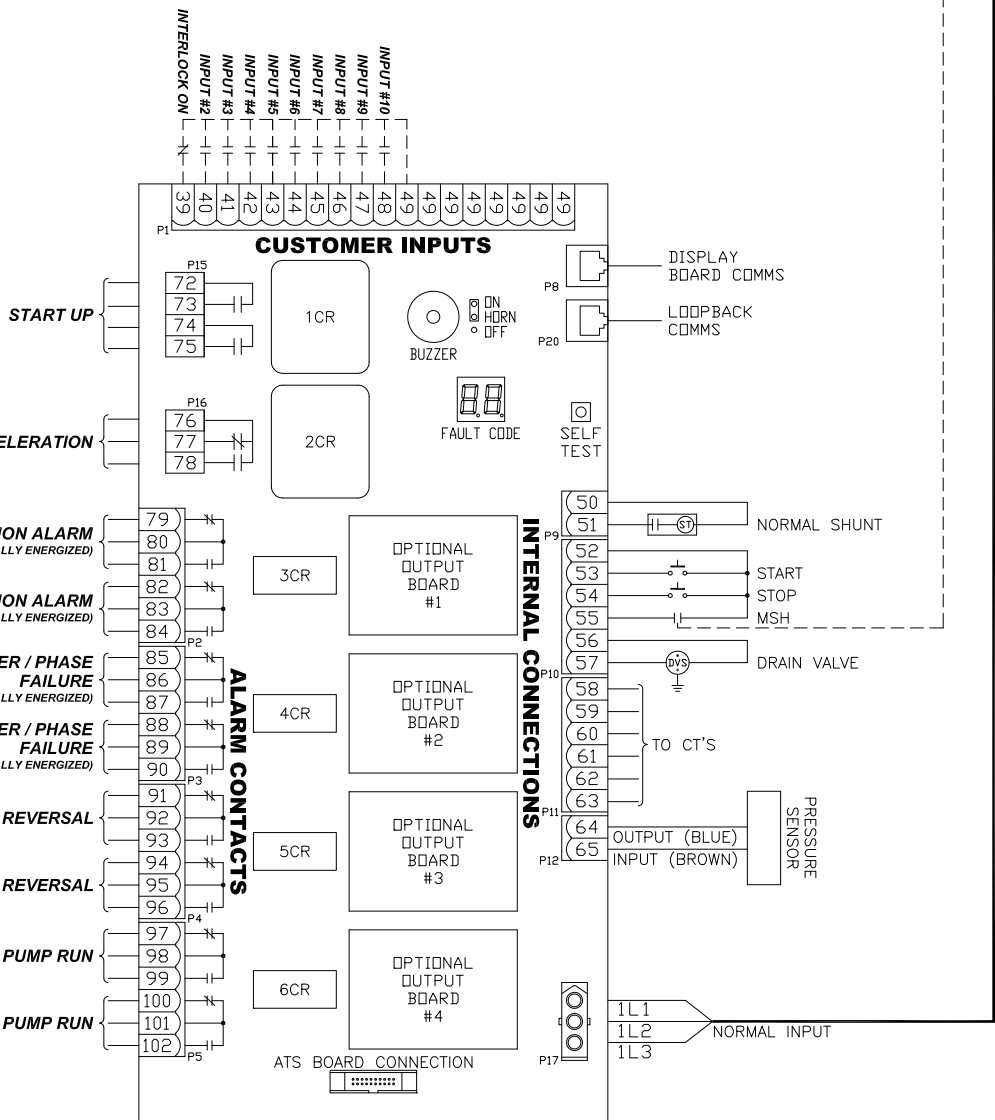 INTERLOCK ON
INPUT #2
INPUT #3
INPUT #4
INPUT #5
INPUT #6
INPUT #7
INPUT #8
INPUT #9
INPUT #10
39 40 41 42 43 44 45 46 47 48 49 49 49 49 49 49 49 49
P1
CUSTOMER INPUTS
P15
72
73
74
75
START UP
1CR
BUZZER
ON
HORN
OFF
P8
DISPLAY
BOARD COMMS
P20
LOOPBACK
COMMS
P16
76
77
78
ELERATION
2CR
FAULT CODE
SELF
TEST
79
80
81
82
83
84
P2
ION ALARM
LLY ENERGIZED)
ION ALARM
LLY ENERGIZED)
85
86
87
88
89
90
P3
ER / PHASE
FAILURE
LLY ENERGIZED)
ER / PHASE
FAILURE
LLY ENERGIZED)
91
92
93
94
95
96
P4
REVERSAL
REVERSAL
97
98
99
100
101
102
P5
PUMP RUN
PUMP RUN
ALARM CONTACTS
3CR
4CR
5CR
6CR
OPTIONAL
OUTPUT
BOARD
#1
OPTIONAL
OUTPUT
BOARD
#2
OPTIONAL
OUTPUT
BOARD
#3
OPTIONAL
OUTPUT
BOARD
#4
ATS BOARD CONNECTION
INTERNAL CONNECTIONS
50
51
P9
ST
NORMAL SHUNT
52
53
54
55
56
57
P10
START
STOP
MSH
DVS
DRAIN VALVE
58
59
60
61
62
63
P11
TO CT'S
64
65
P12
OUTPUT (BLUE)
INPUT (BROWN)
PRESSURE
SENSOR
P17
1L1
1L2
1L3
NORMAL INPUT